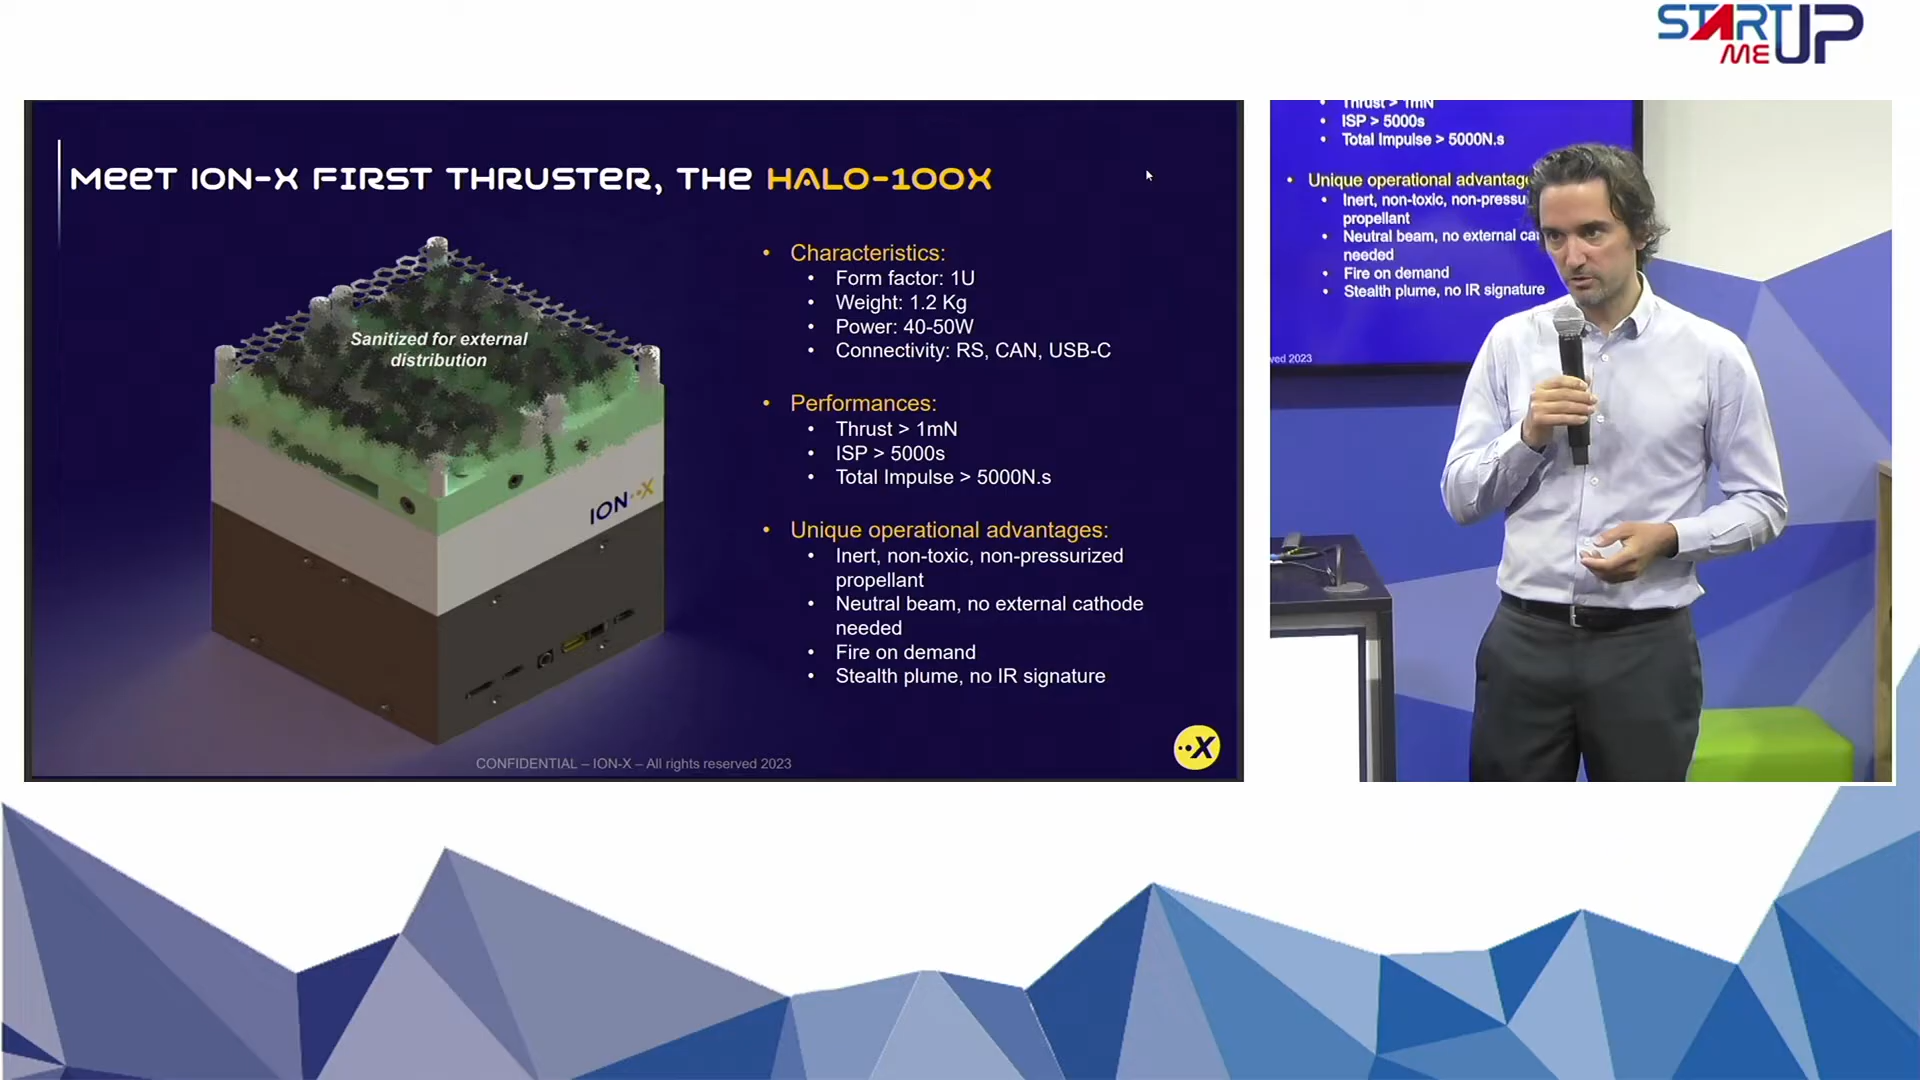 START
ME UP
MEET ION-X FIRST THRUSTER, THE HALO-100X
Sanitized for external
distribution
ION··X
• Characteristics:
• Form factor: 1U
• Weight: 1.2 Kg
• Power: 40-50W
• Connectivity: RS, CAN, USB-C
• Performances:
• Thrust > 1mN
• ISP > 5000s
• Total Impulse > 5000N.s
• Unique operational advantages:
• Inert, non-toxic, non-pressurized
propellant
• Neutral beam, no external cathode
needed
• Fire on demand
• Stealth plume, no IR signature
CONFIDENTIAL – ION-X – All rights reserved 2023
··X
• Thrust > 1mN
• ISP > 5000s
• Total Impulse > 5000N.s
• Unique operational advantag
• Inert, non-toxic, non-pressu
propellant
• Neutral beam, no external ca
needed
• Fire on demand
• Stealth plume, no IR signature
ved 2023